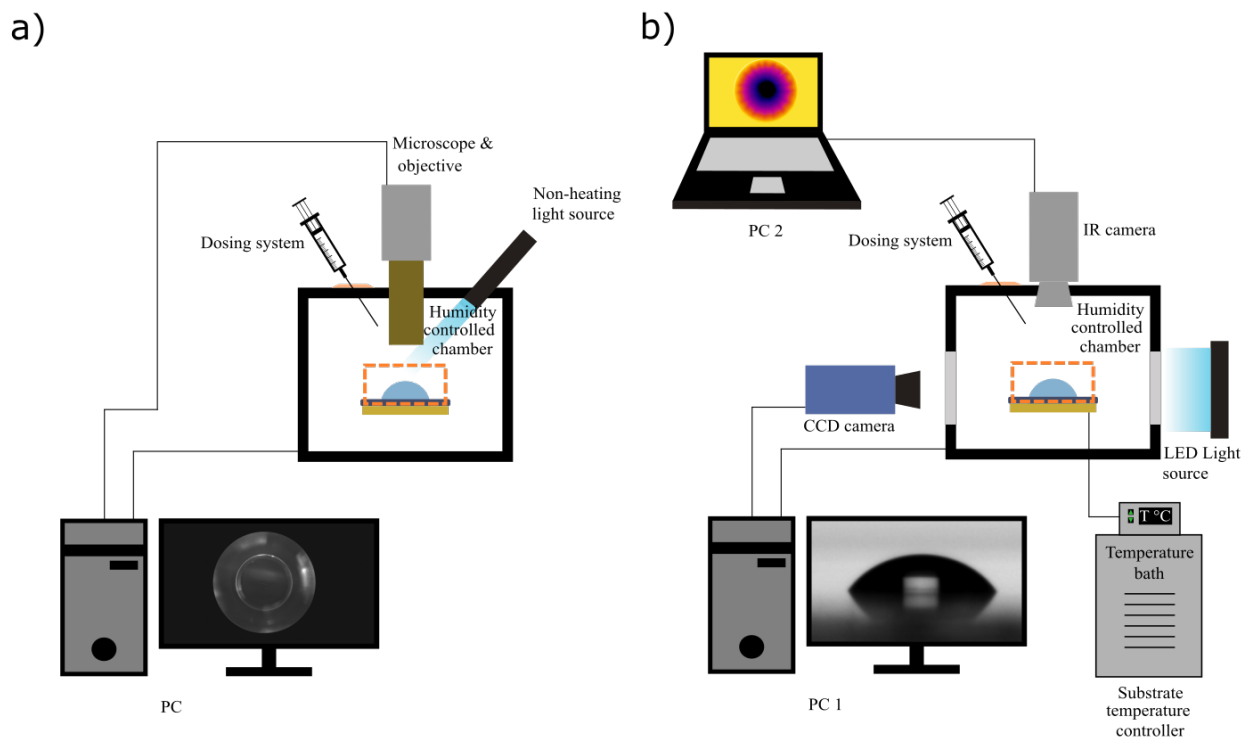 a)
Microscope &
objective
Non-heating
light source
Dosing system
Humidity
controlled
chamber
PC
b)
PC 2
IR camera
Dosing system
Humidity
controlled
chamber
CCD camera
LED Light
source
T °C
Temperature
bath
PC 1
Substrate
temperature
controller